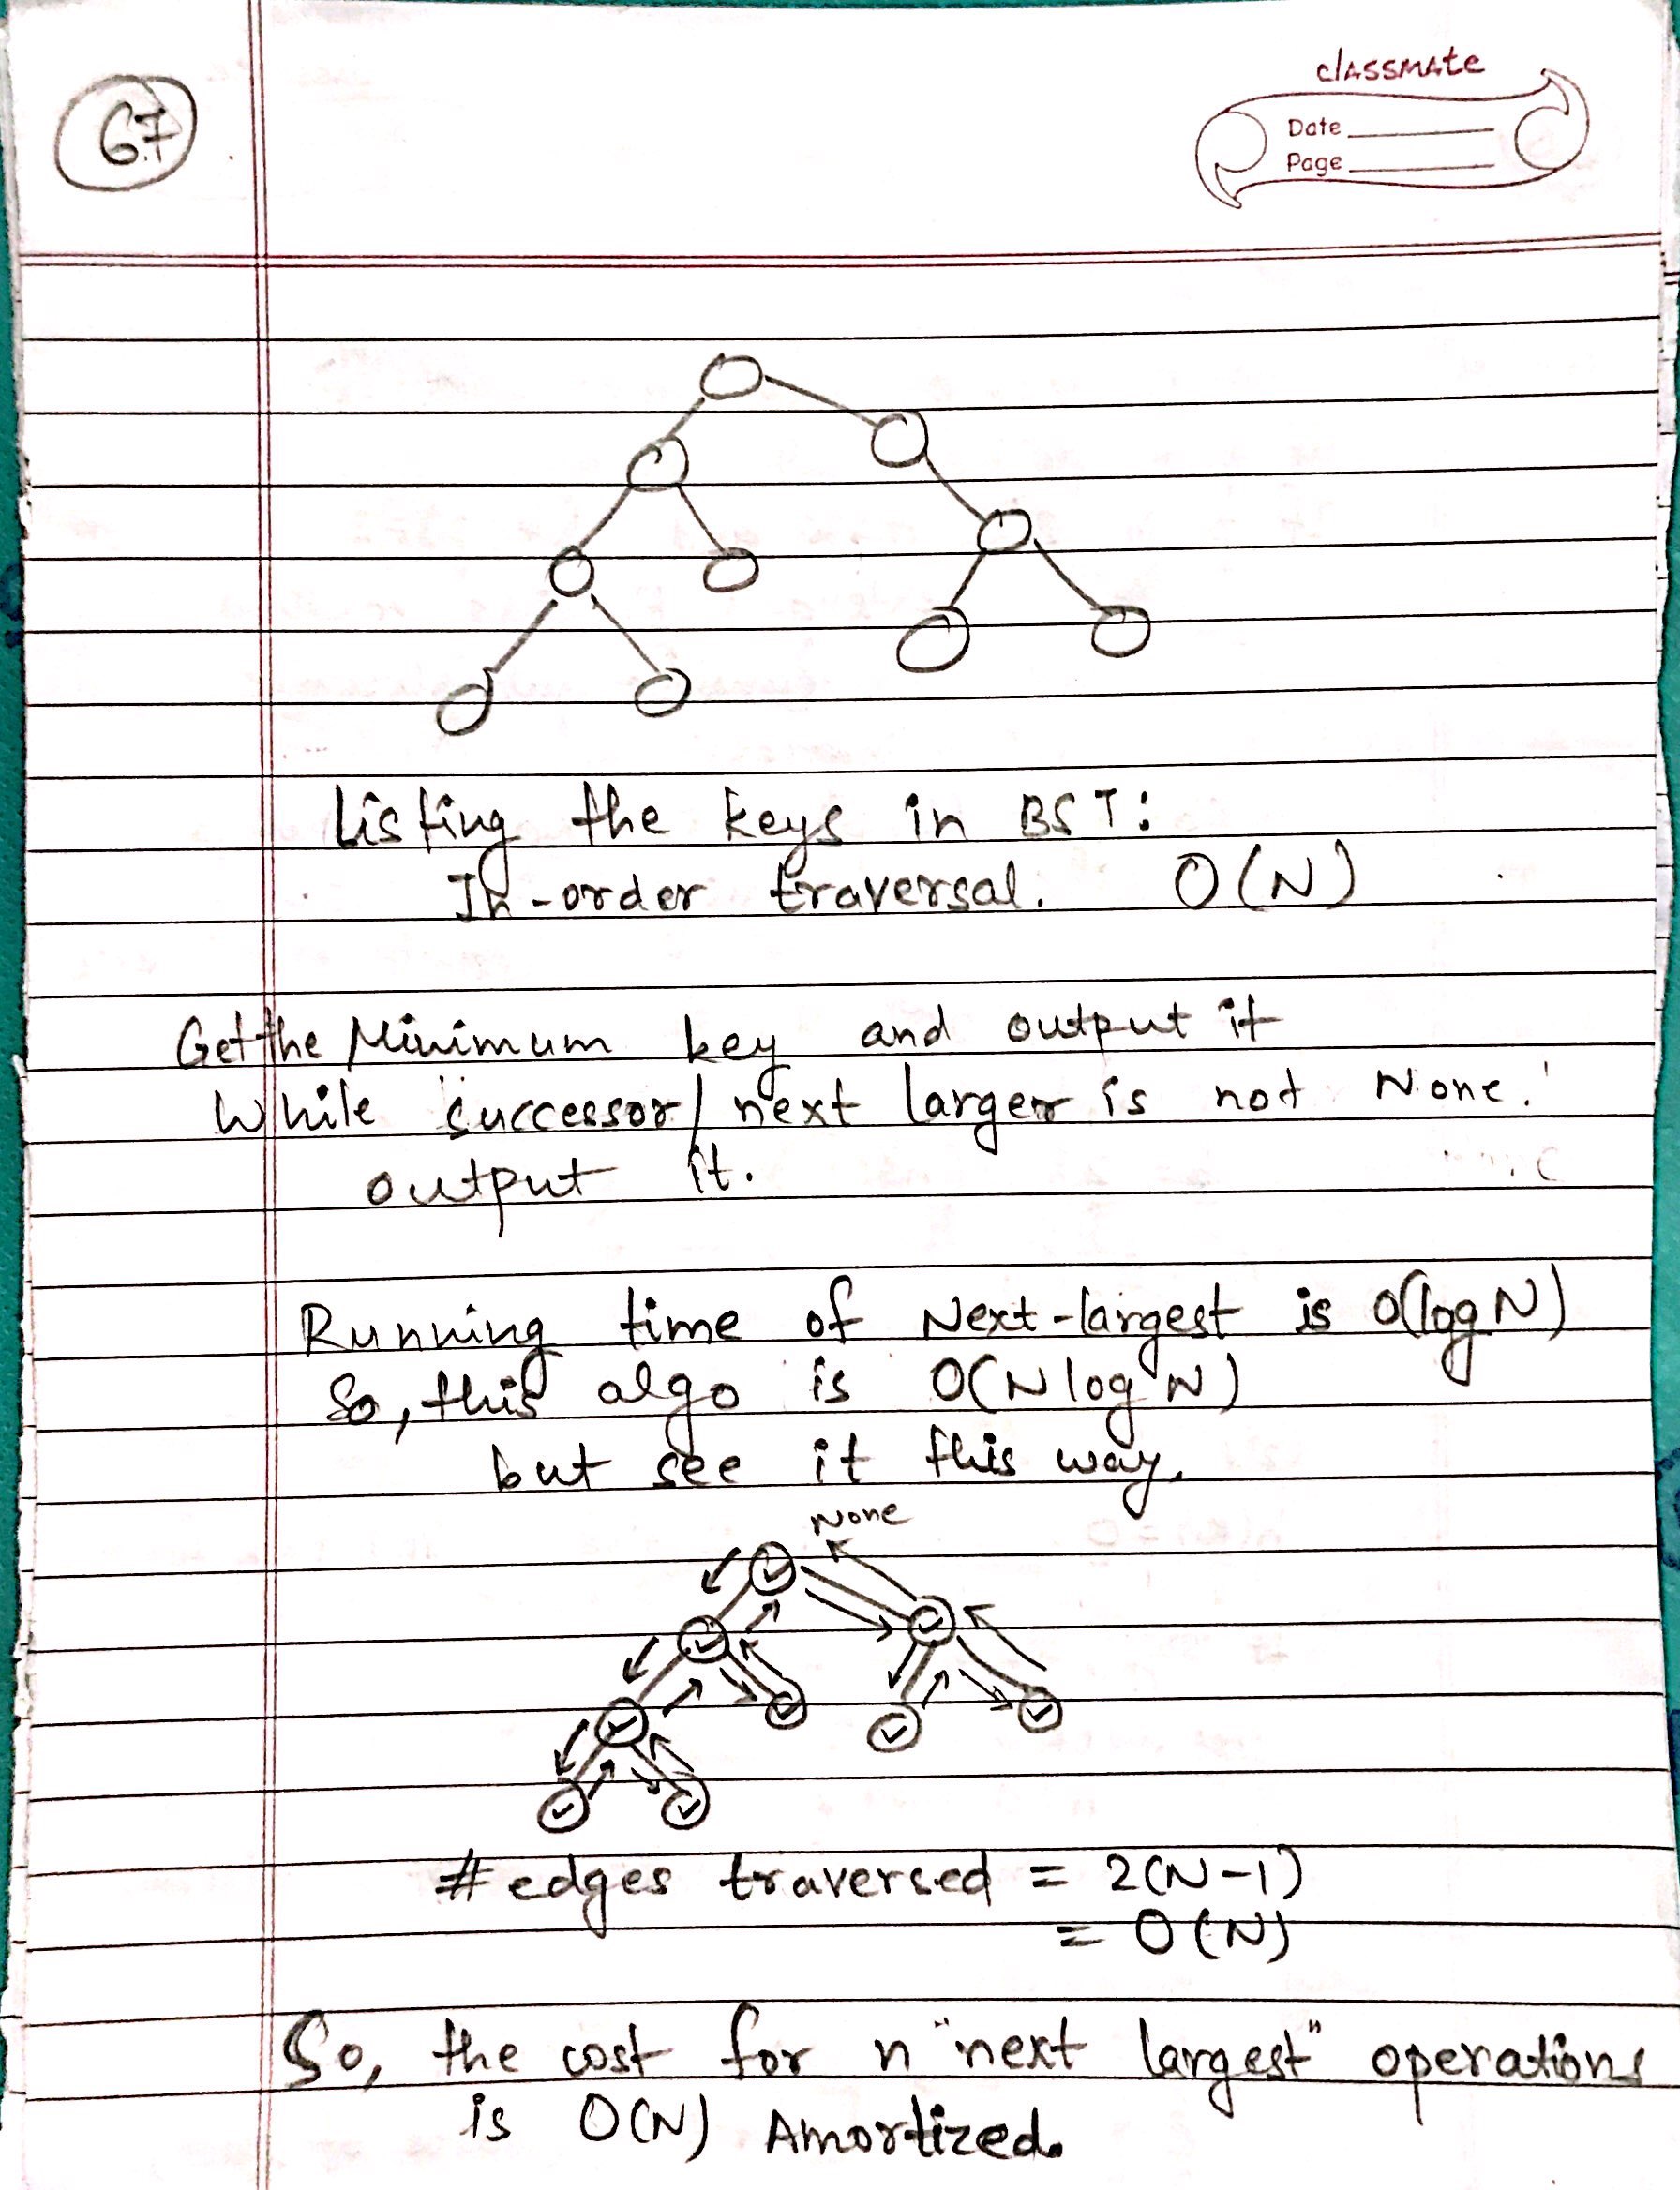 67
classmate
Date
Page
Listing the keys in BST:
In-order traversal. O(N)
Get the Minimum key and output it
While successor/next larger is not None:
output it.
Running time of Next-largest is O(log N)
So, this algo is O(N log N)
but see it this way,
None
# edges traversed = 2(N-1)
= O(N)
So, the cost for n "next largest" operations
is O(N) Amortized.